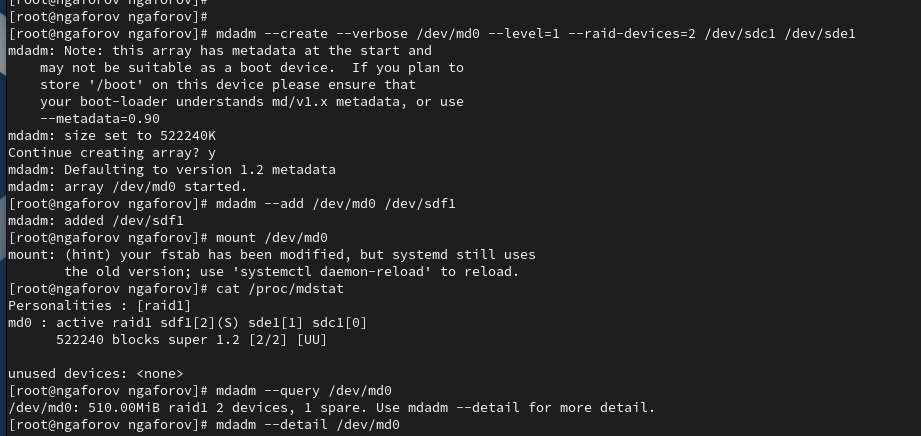 [root@ngaforov ngaforov]#
[root@ngaforov ngaforov]#
[root@ngaforov ngaforov]# mdadm --create --verbose /dev/md0 --level=1 --raid-devices=2 /dev/sdc1 /dev/sde1
mdadm: Note: this array has metadata at the start and
    may not be suitable as a boot device.  If you plan to
    store '/boot' on this device please ensure that
    your boot-loader understands md/v1.x metadata, or use
    --metadata=0.90
mdadm: size set to 522240K
Continue creating array? y
mdadm: Defaulting to version 1.2 metadata
mdadm: array /dev/md0 started.
[root@ngaforov ngaforov]# mdadm --add /dev/md0 /dev/sdf1
mdadm: added /dev/sdf1
[root@ngaforov ngaforov]# mount /dev/md0
mount: (hint) your fstab has been modified, but systemd still uses
       the old version; use 'systemctl daemon-reload' to reload.
[root@ngaforov ngaforov]# cat /proc/mdstat
Personalities : [raid1]
md0 : active raid1 sdf1[2](S) sde1[1] sdc1[0]
      522240 blocks super 1.2 [2/2] [UU]

unused devices: <none>
[root@ngaforov ngaforov]# mdadm --query /dev/md0
/dev/md0: 510.00MiB raid1 2 devices, 1 spare. Use mdadm --detail for more detail.
[root@ngaforov ngaforov]# mdadm --detail /dev/md0